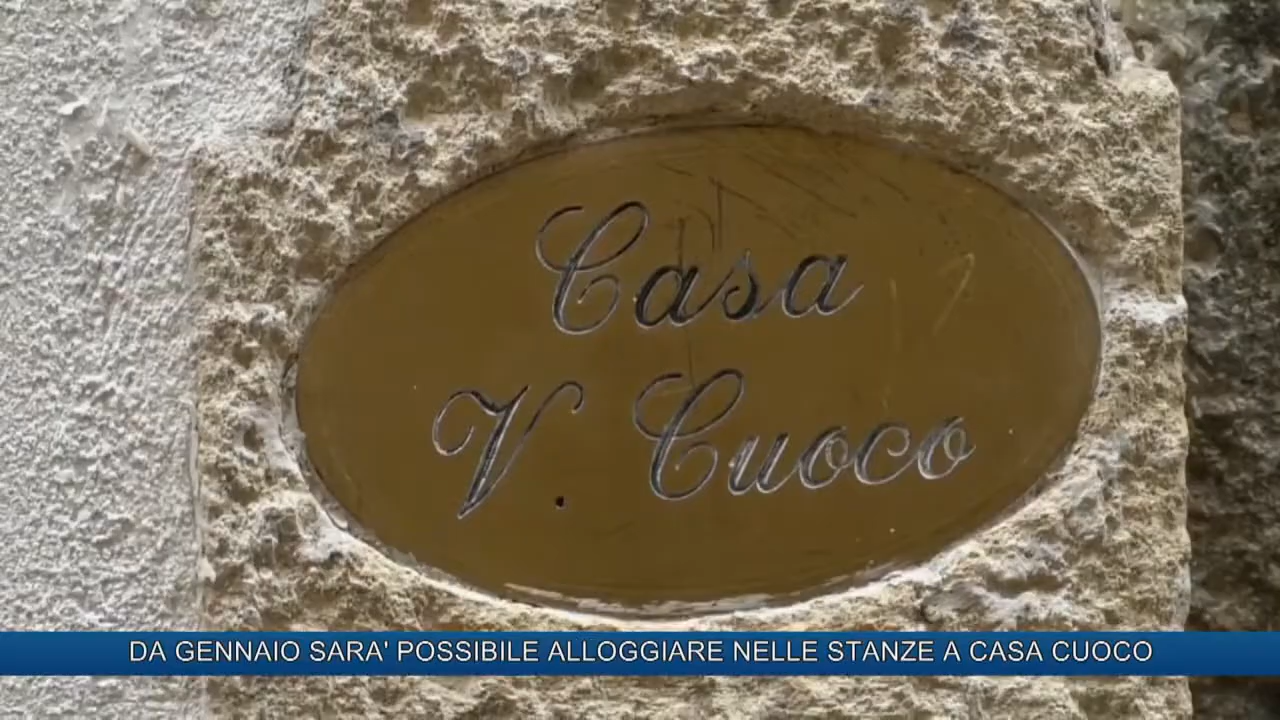 Casa
V. Cuoco
DA GENNAIO SARA' POSSIBILE ALLOGGIARE NELLE STANZE A CASA CUOCO